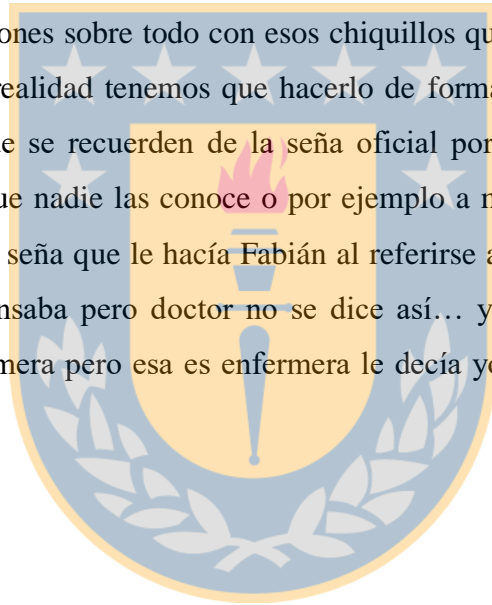 ones sobre todo con esos chiquillos qu
realidad tenemos que hacerlo de forma
e se recuerden de la seña oficial por
ue nadie las conoce o por ejemplo a
seña que le hacía Fabián al referirse a
nsaba pero doctor no se dice así… y
mera pero esa es enfermera le decía yo